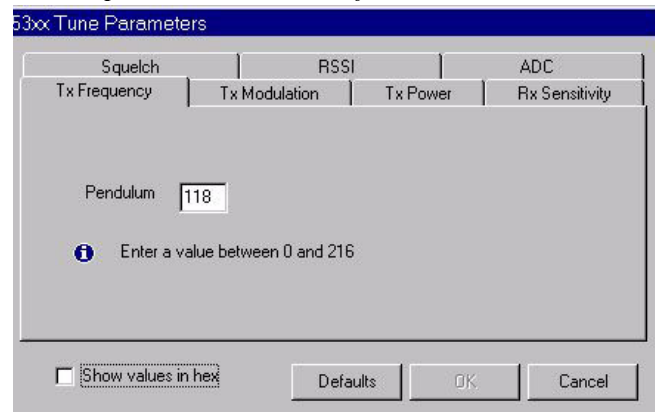 53xx Tune Parameters
Squelch RSSI ADC
Tx Frequency Tx Modulation Tx Power Rx Sensitivity
Pendulum 118
Enter a value between 0 and 216
Show values in hex Defaults OK Cancel